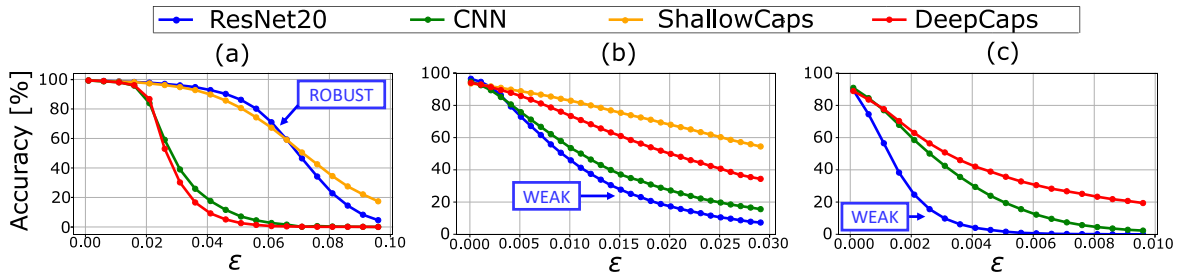 ResNet20 CNN ShallowCaps DeepCaps
(a) (b) (c)
Accuracy [%]
100 80 60 40 20 0
0.00 0.02 0.04 0.06 0.08 0.10
ε
ROBUST
100 80 60 40 20 0
0.000 0.005 0.010 0.015 0.020 0.025 0.030
ε
WEAK
100 80 60 40 20 0
0.000 0.002 0.004 0.006 0.008 0.010
ε
WEAK